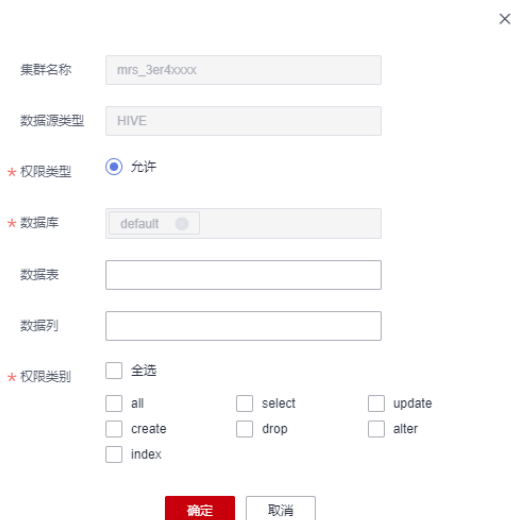 集群名称 mrs_3er4xxxx
数据源类型 HIVE
* 权限类型 允许
* 数据库 default
数据表
数据列
* 权限类别 全选
all select update
create drop alter
index
确定 取消